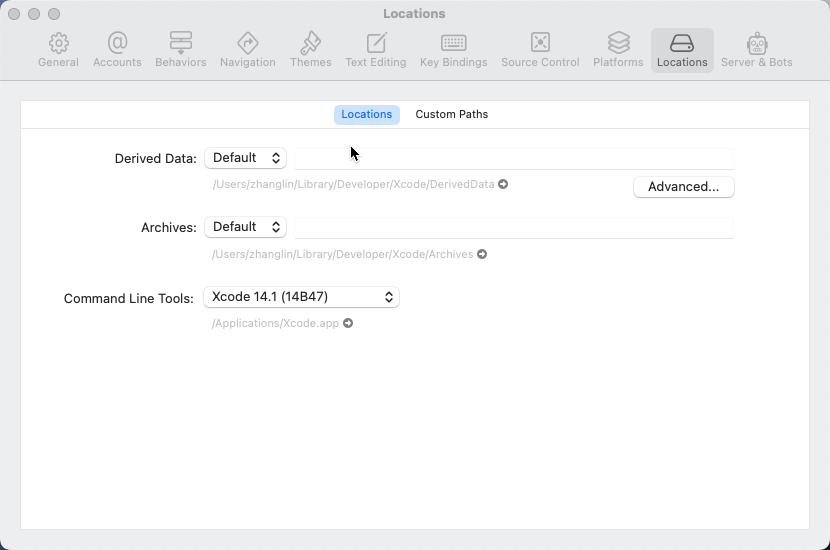 Locations
General Accounts Behaviors Navigation Themes Text Editing Key Bindings Source Control Platforms Locations Server & Bots
Locations Custom Paths
Derived Data: Default
/Users/zhanglin/Library/Developer/Xcode/DerivedData
Advanced...
Archives: Default
/Users/zhanglin/Library/Developer/Xcode/Archives
Command Line Tools: Xcode 14.1 (14B47)
/Applications/Xcode.app